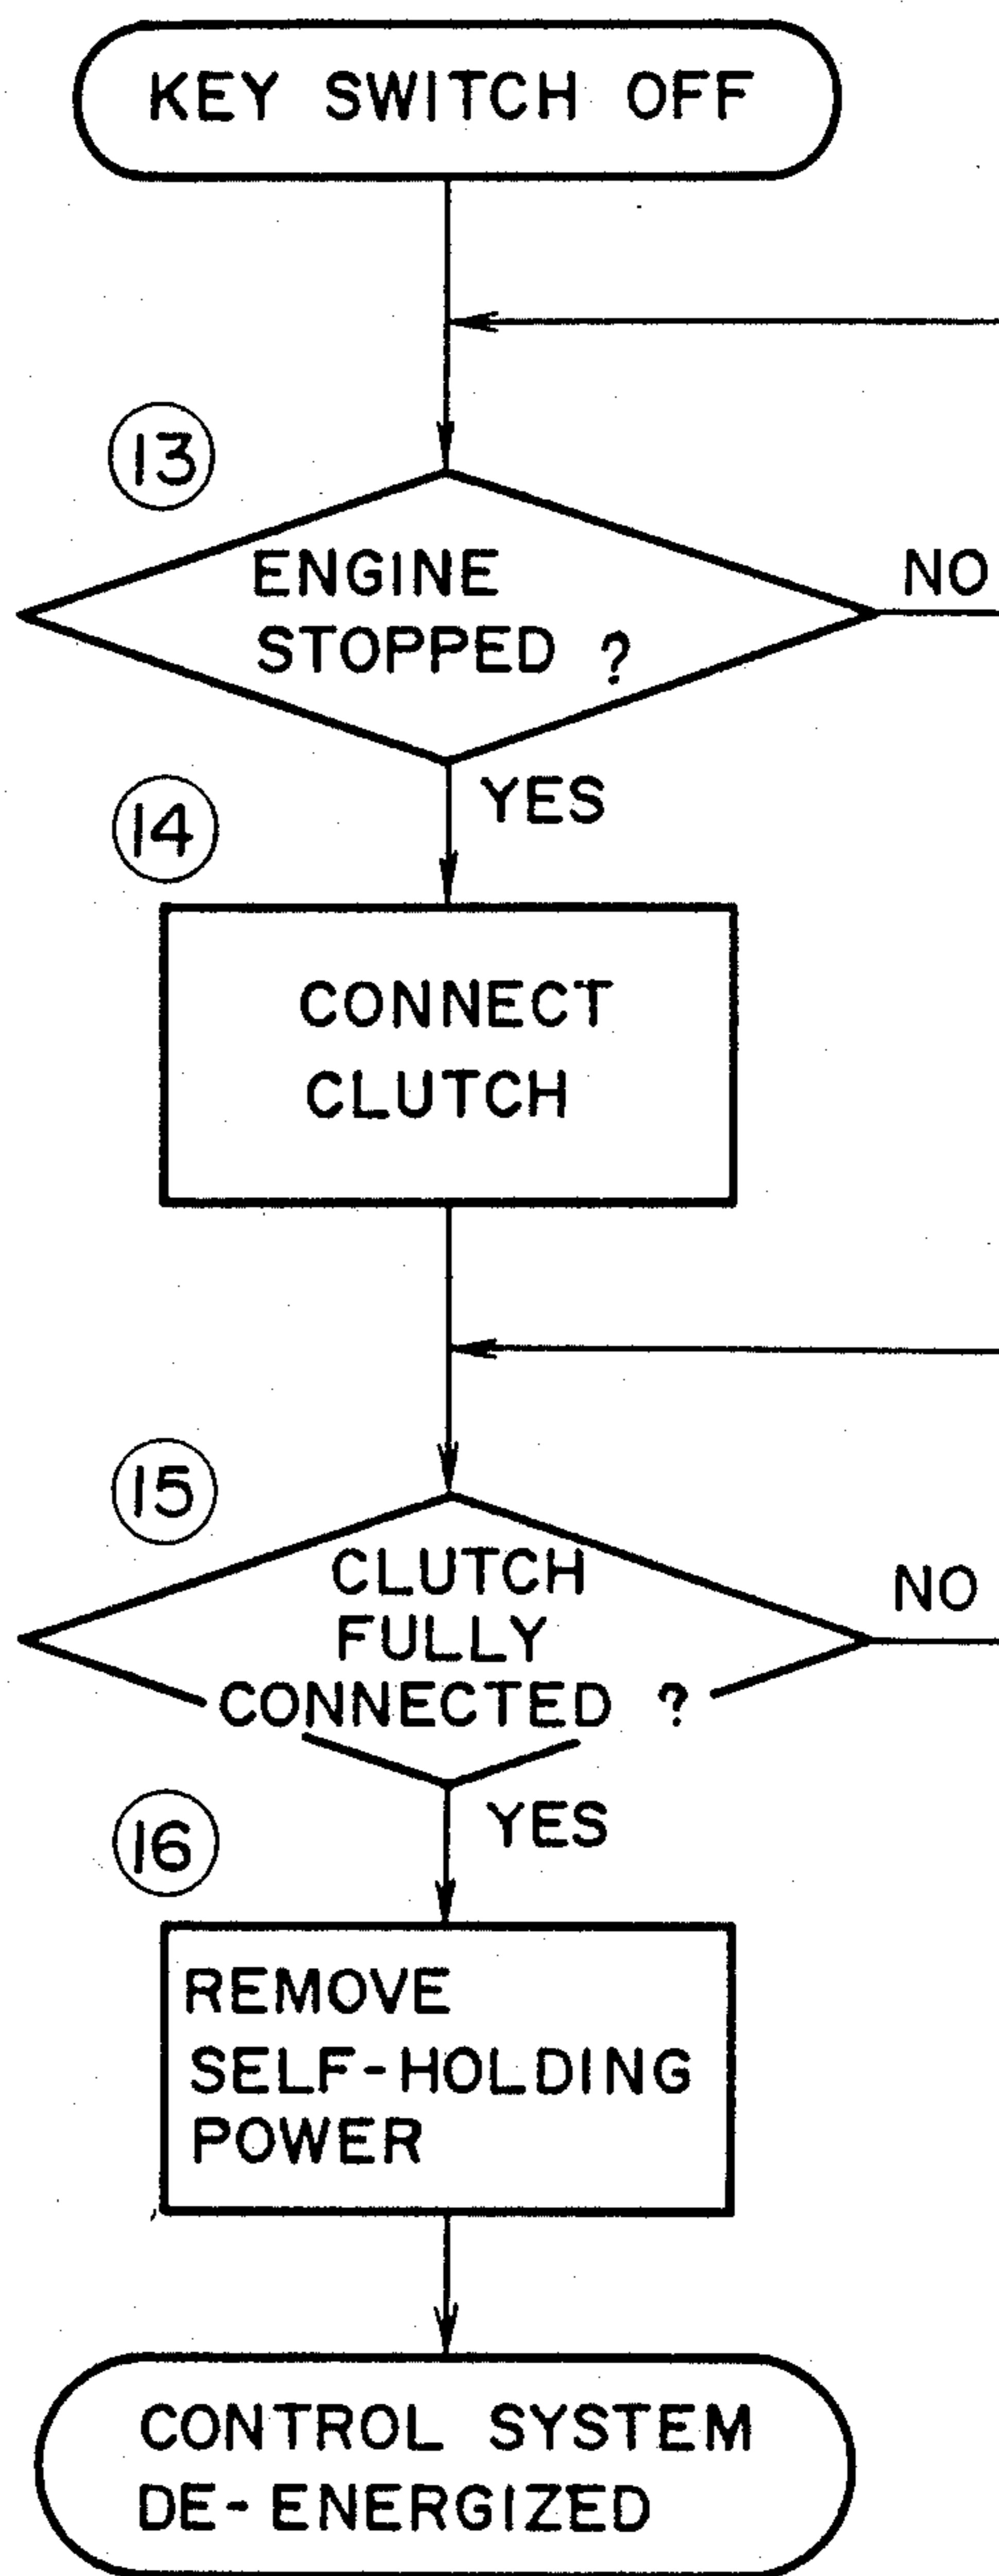 KEY SWITCH OFF
13
ENGINE
STOPPED ?
NO
YES
14
CONNECT
CLUTCH
15
CLUTCH
FULLY
CONNECTED ?
NO
YES
16
REMOVE
SELF-HOLDING
POWER
CONTROL SYSTEM
DE-ENERGIZED